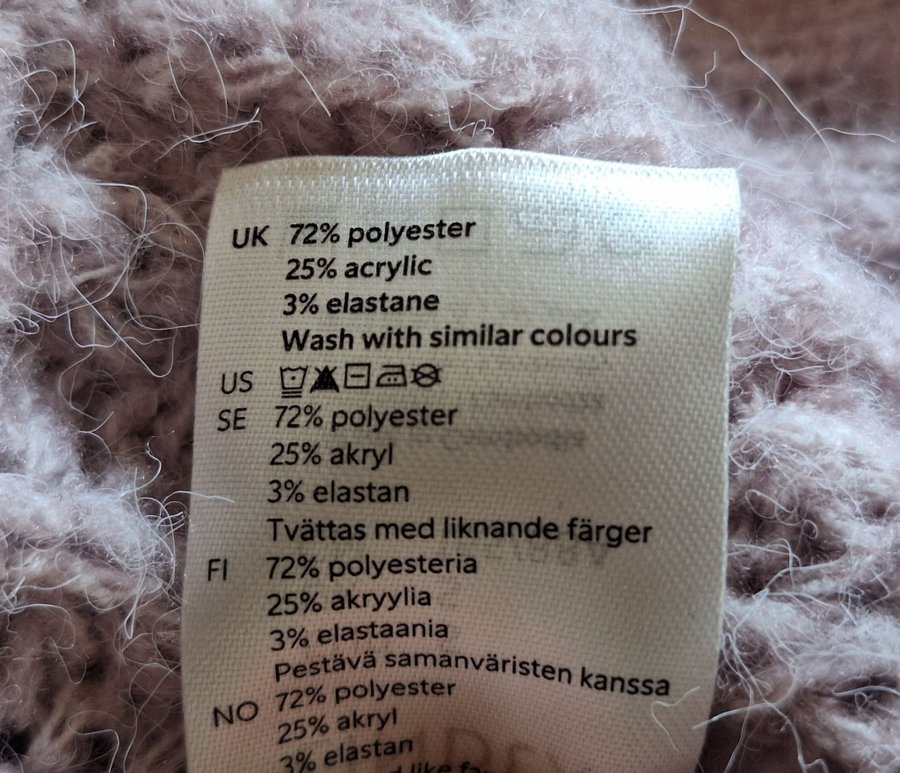 UK 72% polyester
25% acrylic
3% elastane
Wash with similar colours
US
SE 72% polyester
25% akryl
3% elastan
Tvättas med liknande färger
FI 72% polyesteria
25% akryylia
3% elastaania
Pestävä samanväristen kanssa
NO 72% polyester
25% akryl
3% elastan